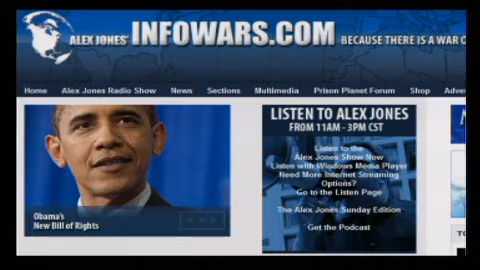 ALEX JONES' INFOWARS.COM BECAUSE THERE IS A WAR O
Home Alex Jones Radio Show News Sections Multimedia Prison Planet Forum Shop Adve
Obama's
New Bill of Rights
LISTEN TO ALEX JONES
FROM 11AM - 3PM CST
Listen to the
Alex Jones Show Now
Listen with Windows Media Player
Need More Internet Streaming
Options?
Go to the Listen Page
The Alex Jones Sunday Edition
Get the Podcast